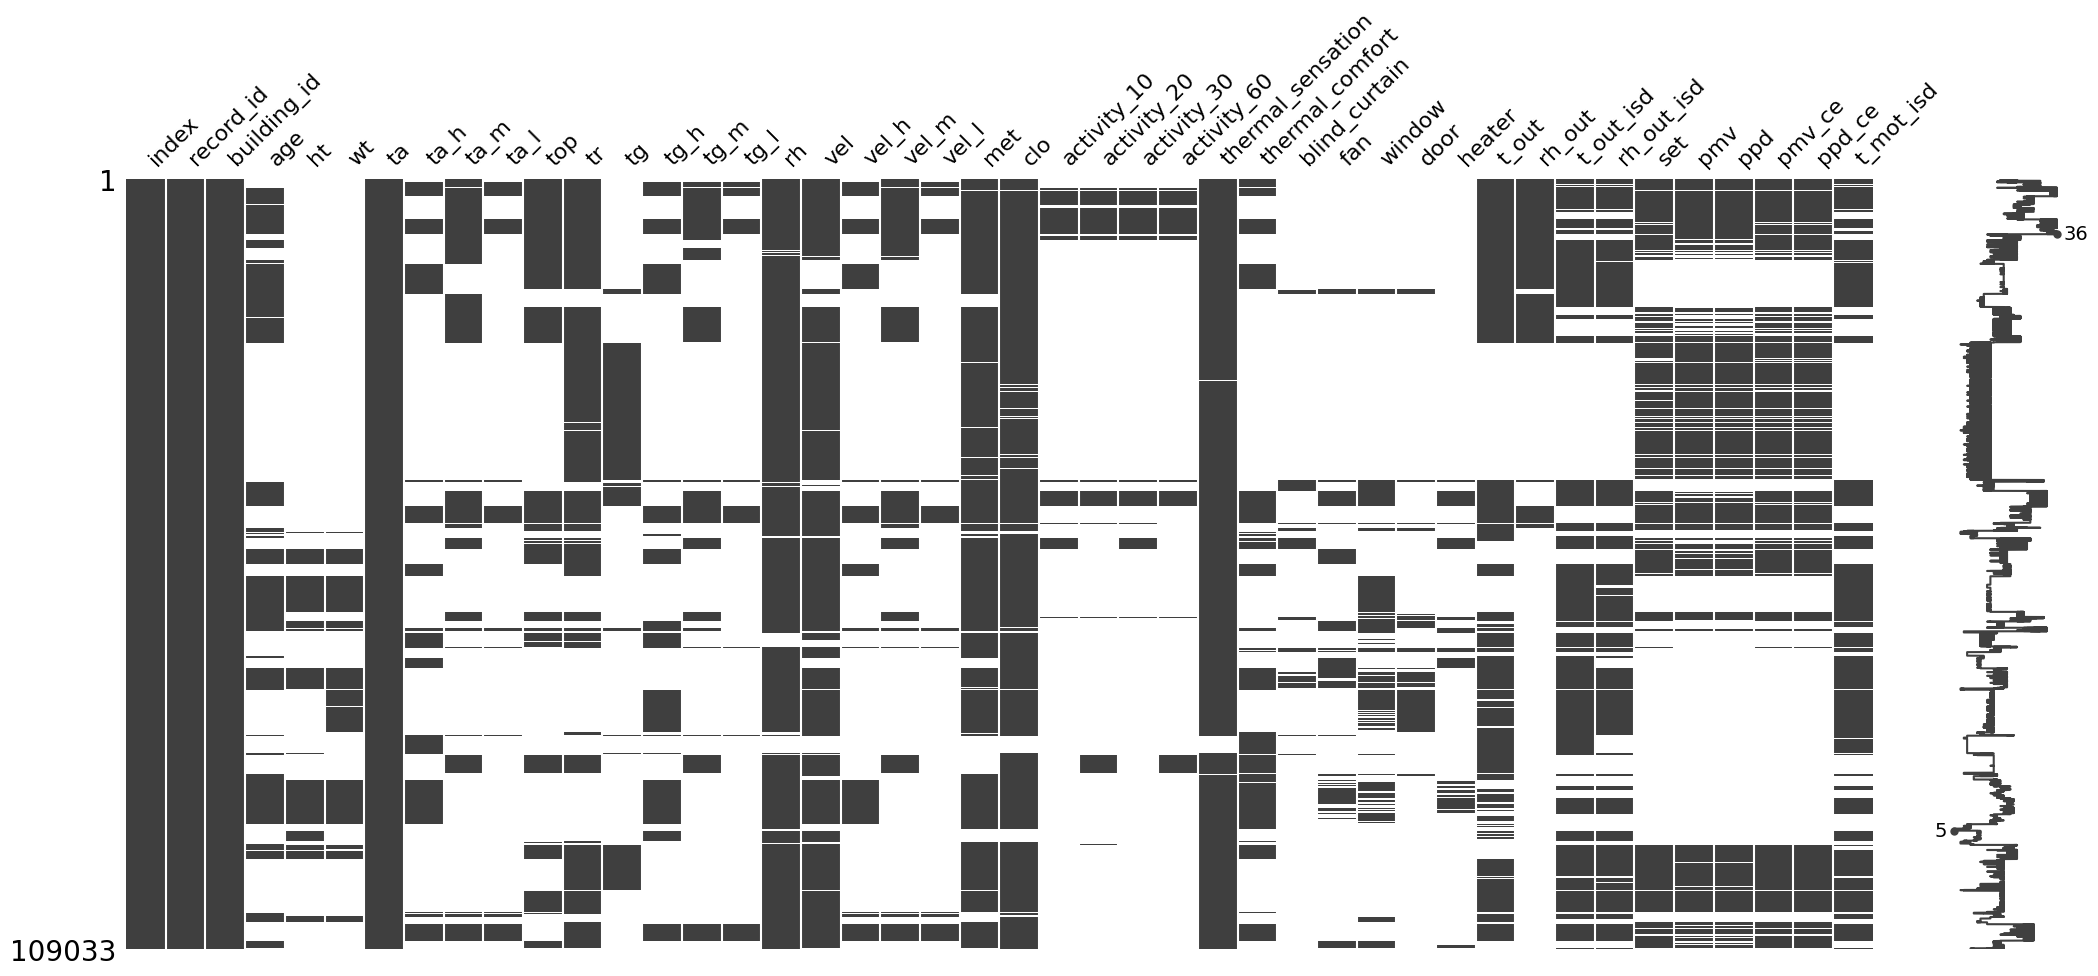 index
record_id
building_id
age
ht
wt
ta
ta_h
ta_m
ta_l
top
tr
tg
tg_h
tg_m
tg_l
rh
vel
vel_h
vel_m
vel_l
met
clo
activity_10
activity_20
activity_30
activity_60
thermal_sensation
thermal_comfort
blind_curtain
fan
window
door
heater
t_out
rh_out
t_out_isd
rh_out_isd
set
pmv
ppd
pmv_ce
ppd_ce
t_mot_isd
1
36
5
109033